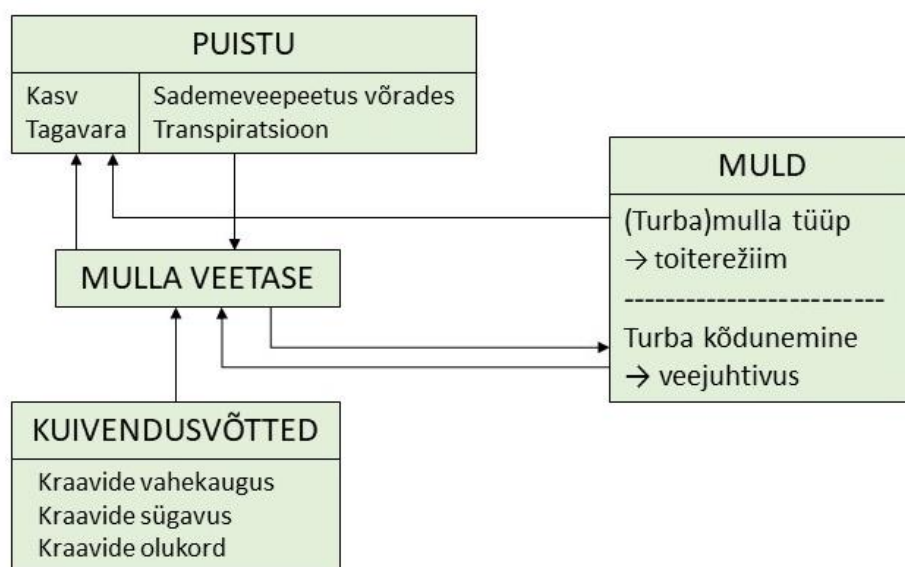 PUISTU
Kasv
Tagavara
Sademeveepeetus võrades
Transpiratsioon
MULD
(Turba)mulla tüüp
→ toiterežiim
-------------------------
Turba kõdunemine
→ veejuhtivus
MULLA VEETASE
KUIVENDUSVÕTTED
Kraavide vahekaugus
Kraavide sügavus
Kraavide olukord